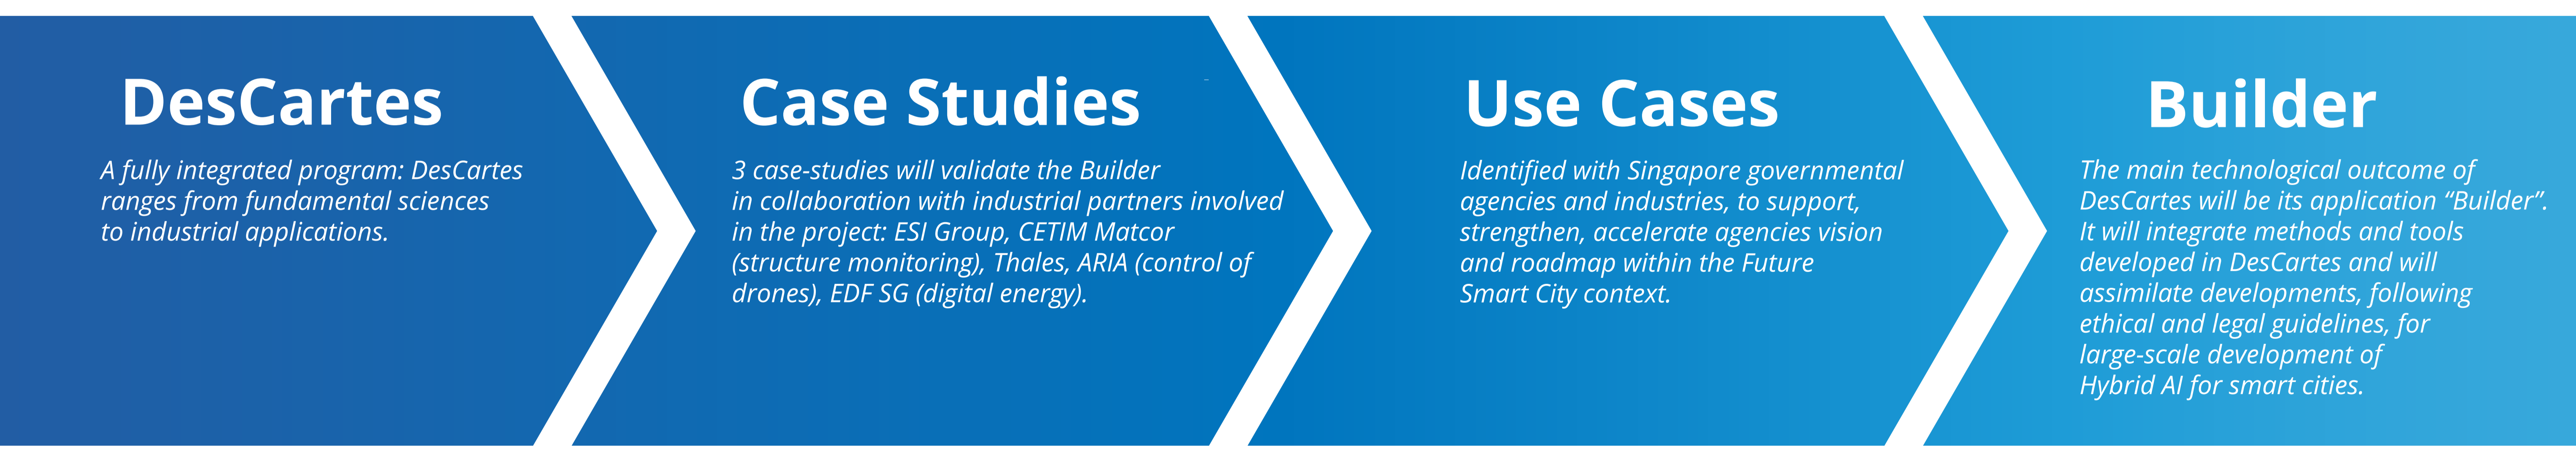 DesCartes
A fully integrated program: DesCartes
ranges from fundamental sciences
to industrial applications.
Case Studies
3 case-studies will validate the Builder
in collaboration with industrial partners involved
in the project: ESI Group, CETIM Matcor
(structure monitoring), Thales, ARIA (control of
drones), EDF SG (digital energy).
Use Cases
Identified with Singapore governmental
agencies and industries, to support,
strengthen, accelerate agencies vision
and roadmap within the Future
Smart City context.
Builder
The main technological outcome of
DesCartes will be its application “Builder”.
It will integrate methods and tools
developed in DesCartes and will
assimilate developments, following
ethical and legal guidelines, for
large-scale development of
Hybrid AI for smart cities.